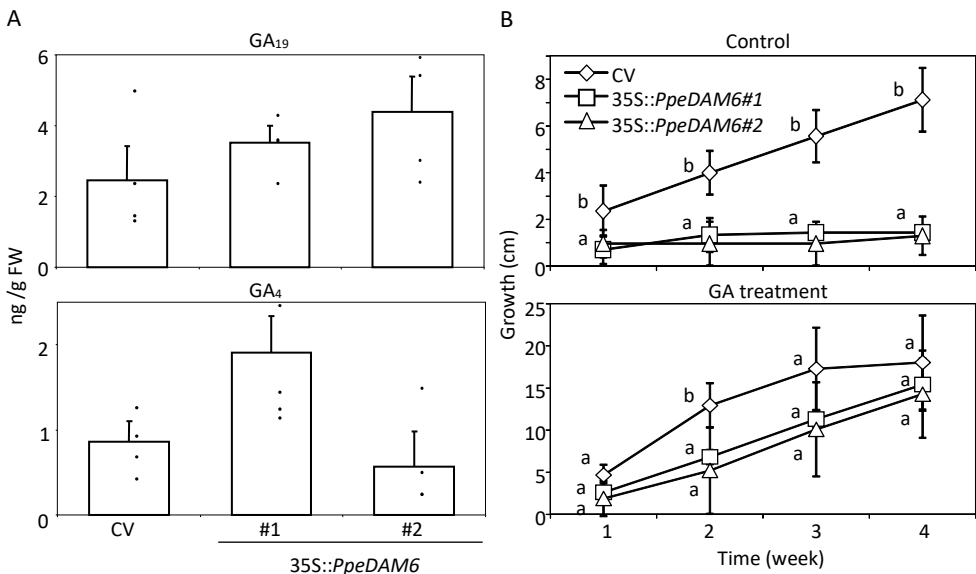 A
GA₁₉
6
4
2
0
ng /g FW
GA₄
2
1
0
CV
#1
#2
35S::PpeDAM6
B
Control
CV
35S::PpeDAM6#1
35S::PpeDAM6#2
8
6
4
2
0
b
b
b
b
a
a
a
a
Growth (cm)
GA treatment
25
20
15
10
5
0
a
b
a
a
a
a
a
a
a
a
a
a
1
2
3
4
Time (week)